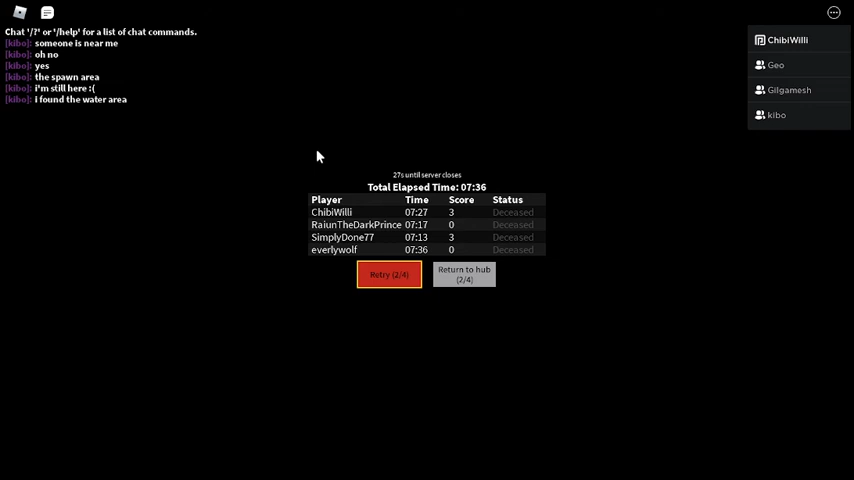 Chat '/?' or '/help' for a list of chat commands.
[kibo]: someone is near me
[kibo]: oh no
[kibo]: yes
[kibo]: the spawn area
[kibo]: i'm still here :(
[kibo]: i found the water area
ChibiWilli
Geo
Gilgamesh
kibo
27s until server closes
Total Elapsed Time: 07:36
Player Time Score Status
ChibiWilli 07:27 3 Deceased
RaiunTheDarkPrince 07:17 0 Deceased
SimplyDone77 07:13 3 Deceased
everlywolf 07:36 0 Deceased
Retry (2/4)
Return to hub
(2/4)